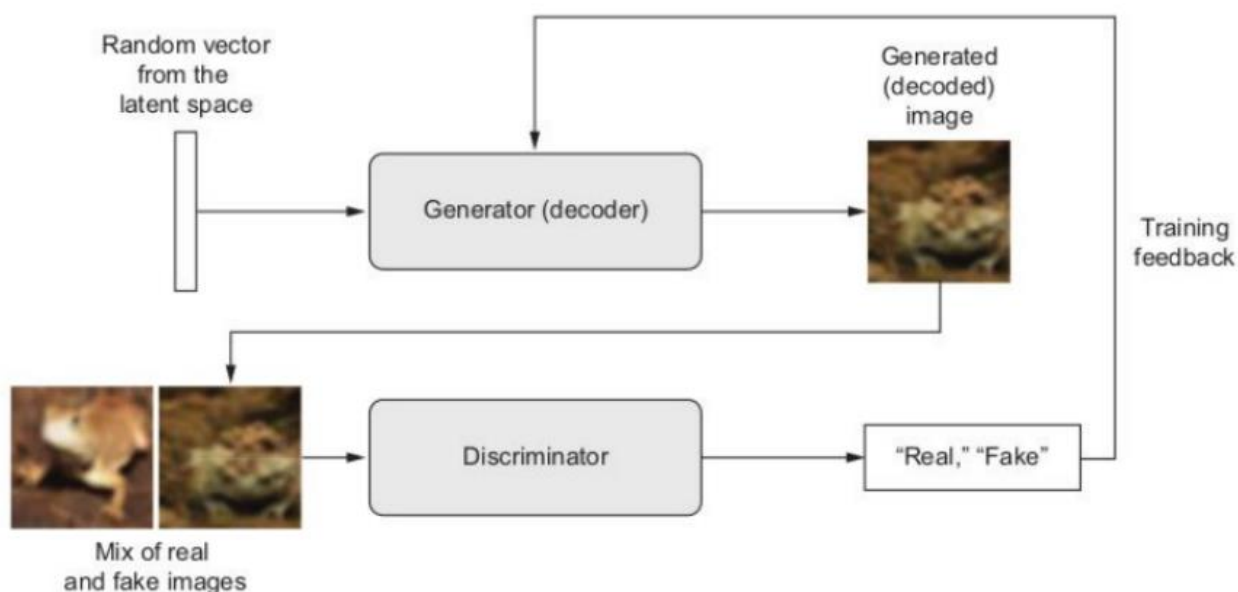 Random vector
from the
latent space
Generated
(decoded)
image
Generator (decoder)
Training
feedback
Discriminator
“Real,” “Fake”
Mix of real
and fake images